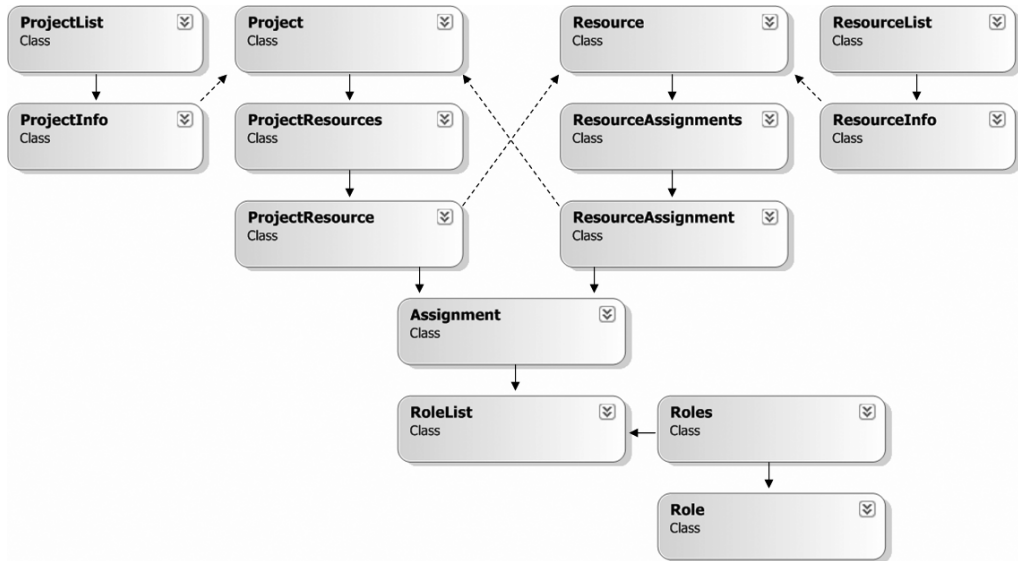 ProjectList
Class
Project
Class
Resource
Class
ResourceList
Class
ProjectInfo
Class
ProjectResources
Class
ResourceAssignments
Class
ResourceInfo
Class
ProjectResource
Class
ResourceAssignment
Class
Assignment
Class
RoleList
Class
Roles
Class
Role
Class